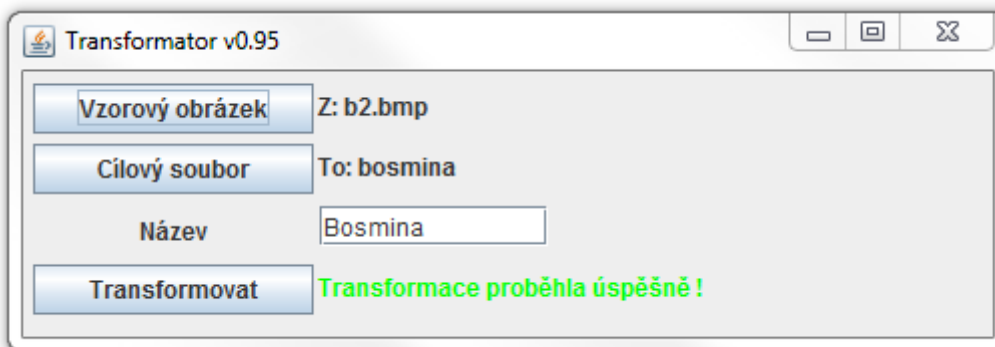 Transformator v0.95
Vzorový obrázek Z: b2.bmp
Cílový soubor To: bosmina
Název Bosmina
Transformovat Transformace proběhla úspěšně !